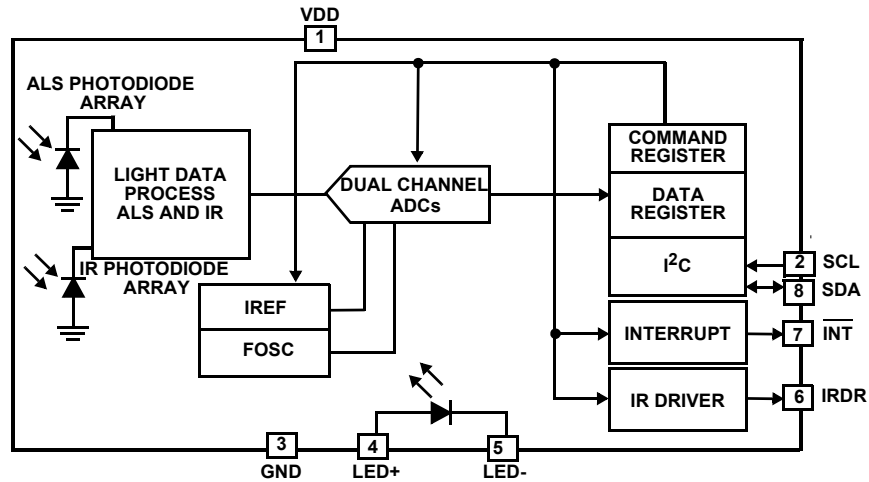 VDD
1
ALS PHOTODIODE
ARRAY
LIGHT DATA
PROCESS
ALS AND IR
IR PHOTODIODE
ARRAY
DUAL CHANNEL
ADCs
IREF
FOSC
COMMAND
REGISTER
DATA
REGISTER
I²C
2 SCL
8 SDA
INTERRUPT
7 I̅N̅T̅
IR DRIVER
6 IRDR
3
GND
4
LED+
5
LED-